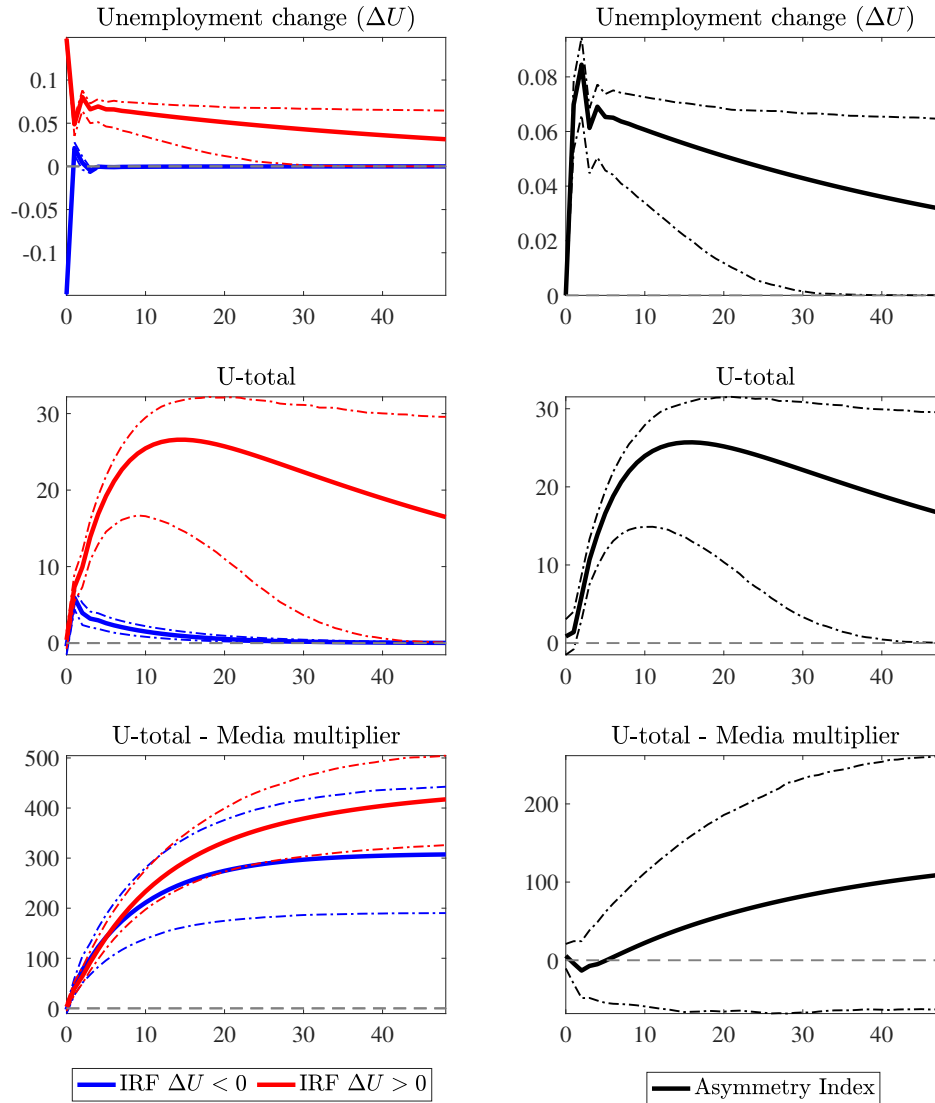 Unemployment change (ΔU)
0.1
0.05
0
-0.05
-0.1
0 10 20 30 40
Unemployment change (ΔU)
0.08
0.06
0.04
0.02
0
0 10 20 30 40
U-total
30
20
10
0
0 10 20 30 40
U-total
30
20
10
0
0 10 20 30 40
U-total - Media multiplier
500
400
300
200
100
0
0 10 20 30 40
U-total - Media multiplier
200
100
0
0 10 20 30 40
IRF ΔU < 0 IRF ΔU > 0
Asymmetry Index